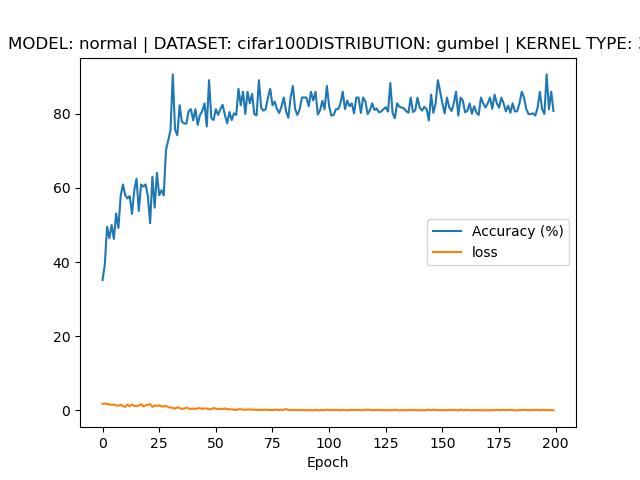 MODEL: normal | DATASET: cifar100DISTRIBUTION: gumbel | KERNEL TYPE:
80
60
40
20
0
Accuracy (%)
loss
0 25 50 75 100 125 150 175 200
Epoch